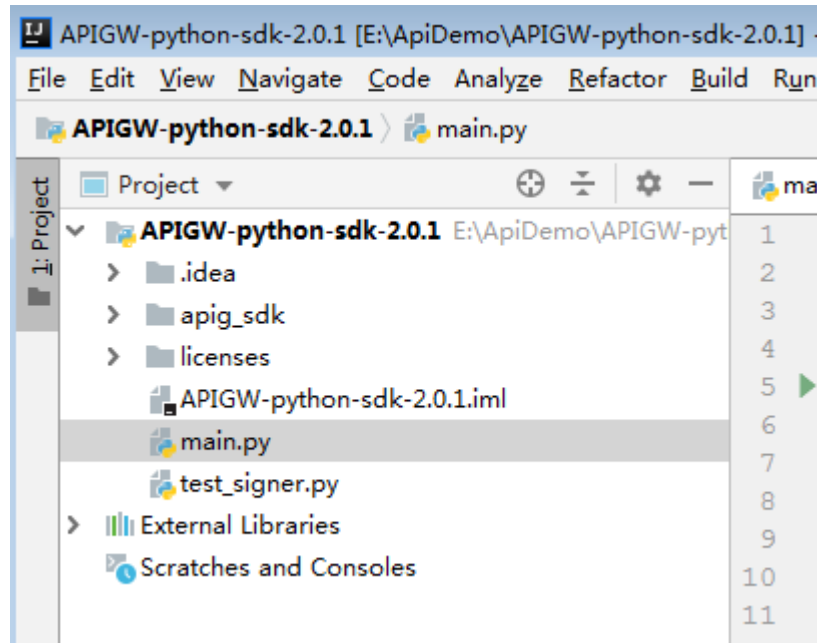 IJ APIGW-python-sdk-2.0.1 [E:\ApiDemo\APIGW-python-sdk-2.0.1] -
File Edit View Navigate Code Analyze Refactor Build Run
APIGW-python-sdk-2.0.1 main.py
1: Project
Project
ma
APIGW-python-sdk-2.0.1 E:\ApiDemo\APIGW-pyt
.idea
apig_sdk
licenses
APIGW-python-sdk-2.0.1.iml
main.py
test_signer.py
External Libraries
Scratches and Consoles
1
2
3
4
5
6
7
8
9
10
11